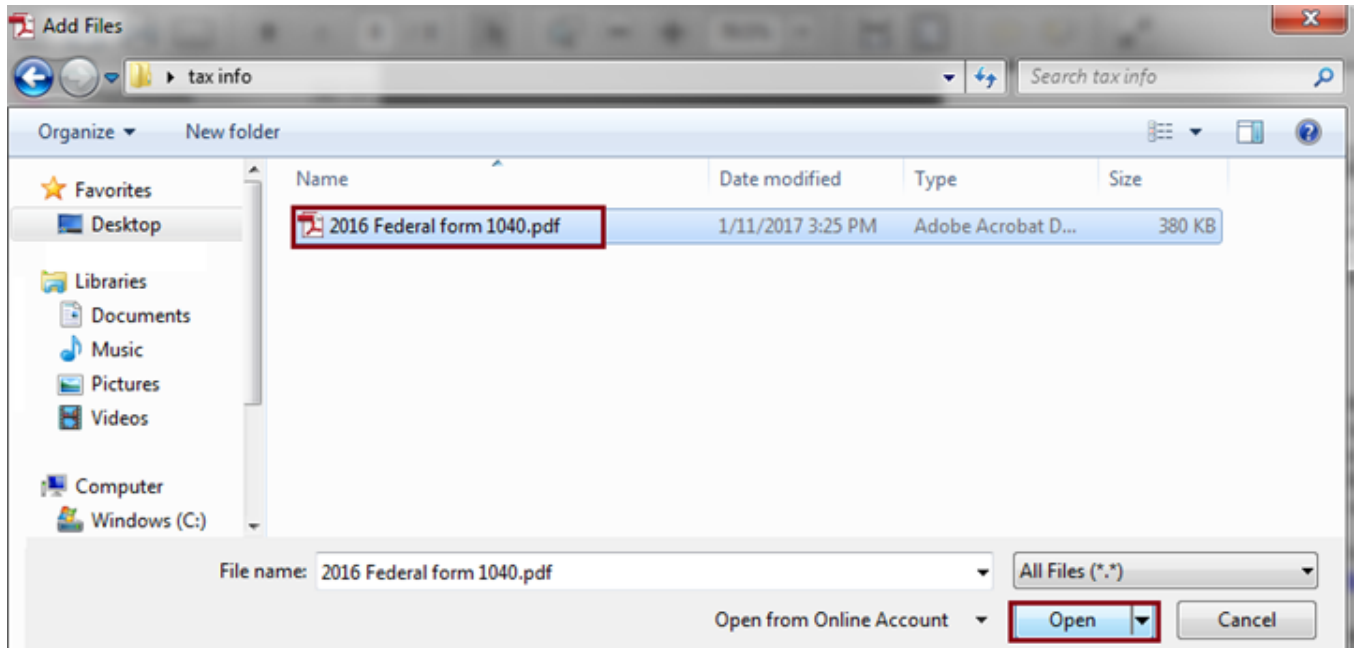 Add Files
tax info
Search tax info
Organize
New folder
Name
Date modified
Type
Size
Favorites
Desktop
2016 Federal form 1040.pdf
1/11/2017 3:25 PM
Adobe Acrobat D...
380 KB
Libraries
Documents
Music
Pictures
Videos
Computer
Windows (C:)
File name:
2016 Federal form 1040.pdf
All Files (*.*)
Open from Online Account
Open
Cancel